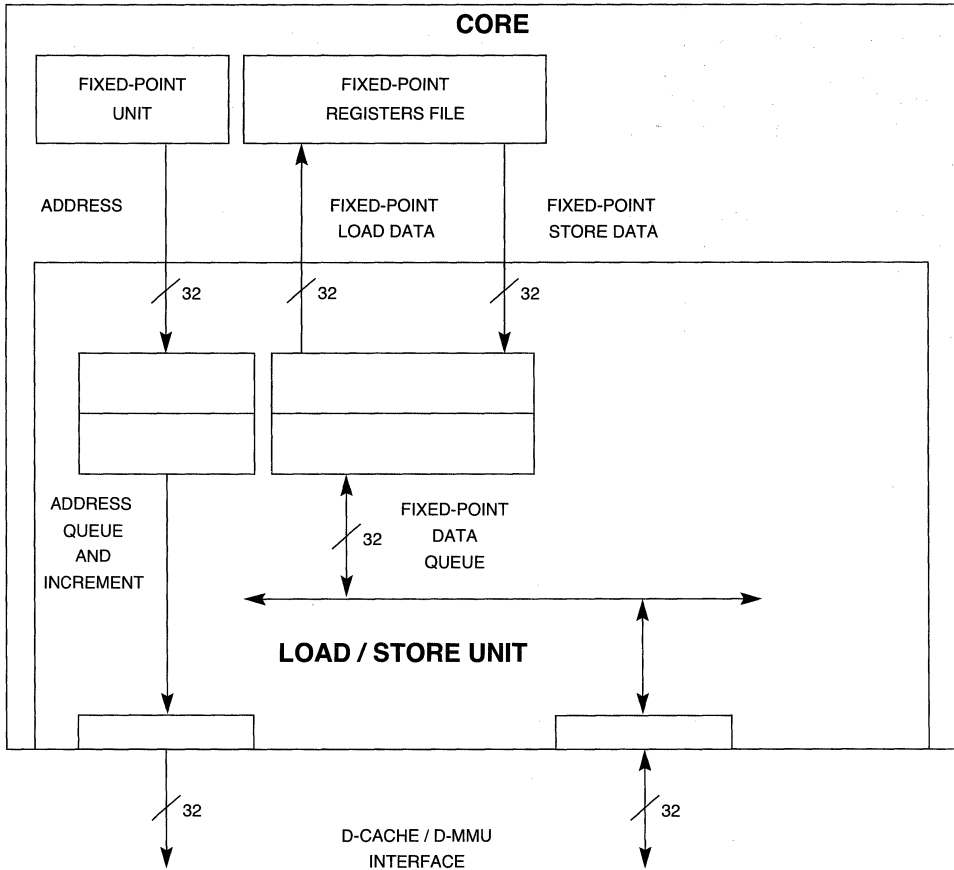 CORE
FIXED-POINT
UNIT
FIXED-POINT
REGISTERS FILE
ADDRESS
FIXED-POINT
LOAD DATA
FIXED-POINT
STORE DATA
32
32
32
ADDRESS
QUEUE
AND
INCREMENT
32
FIXED-POINT
DATA
QUEUE
LOAD / STORE UNIT
32
32
D-CACHE / D-MMU
INTERFACE